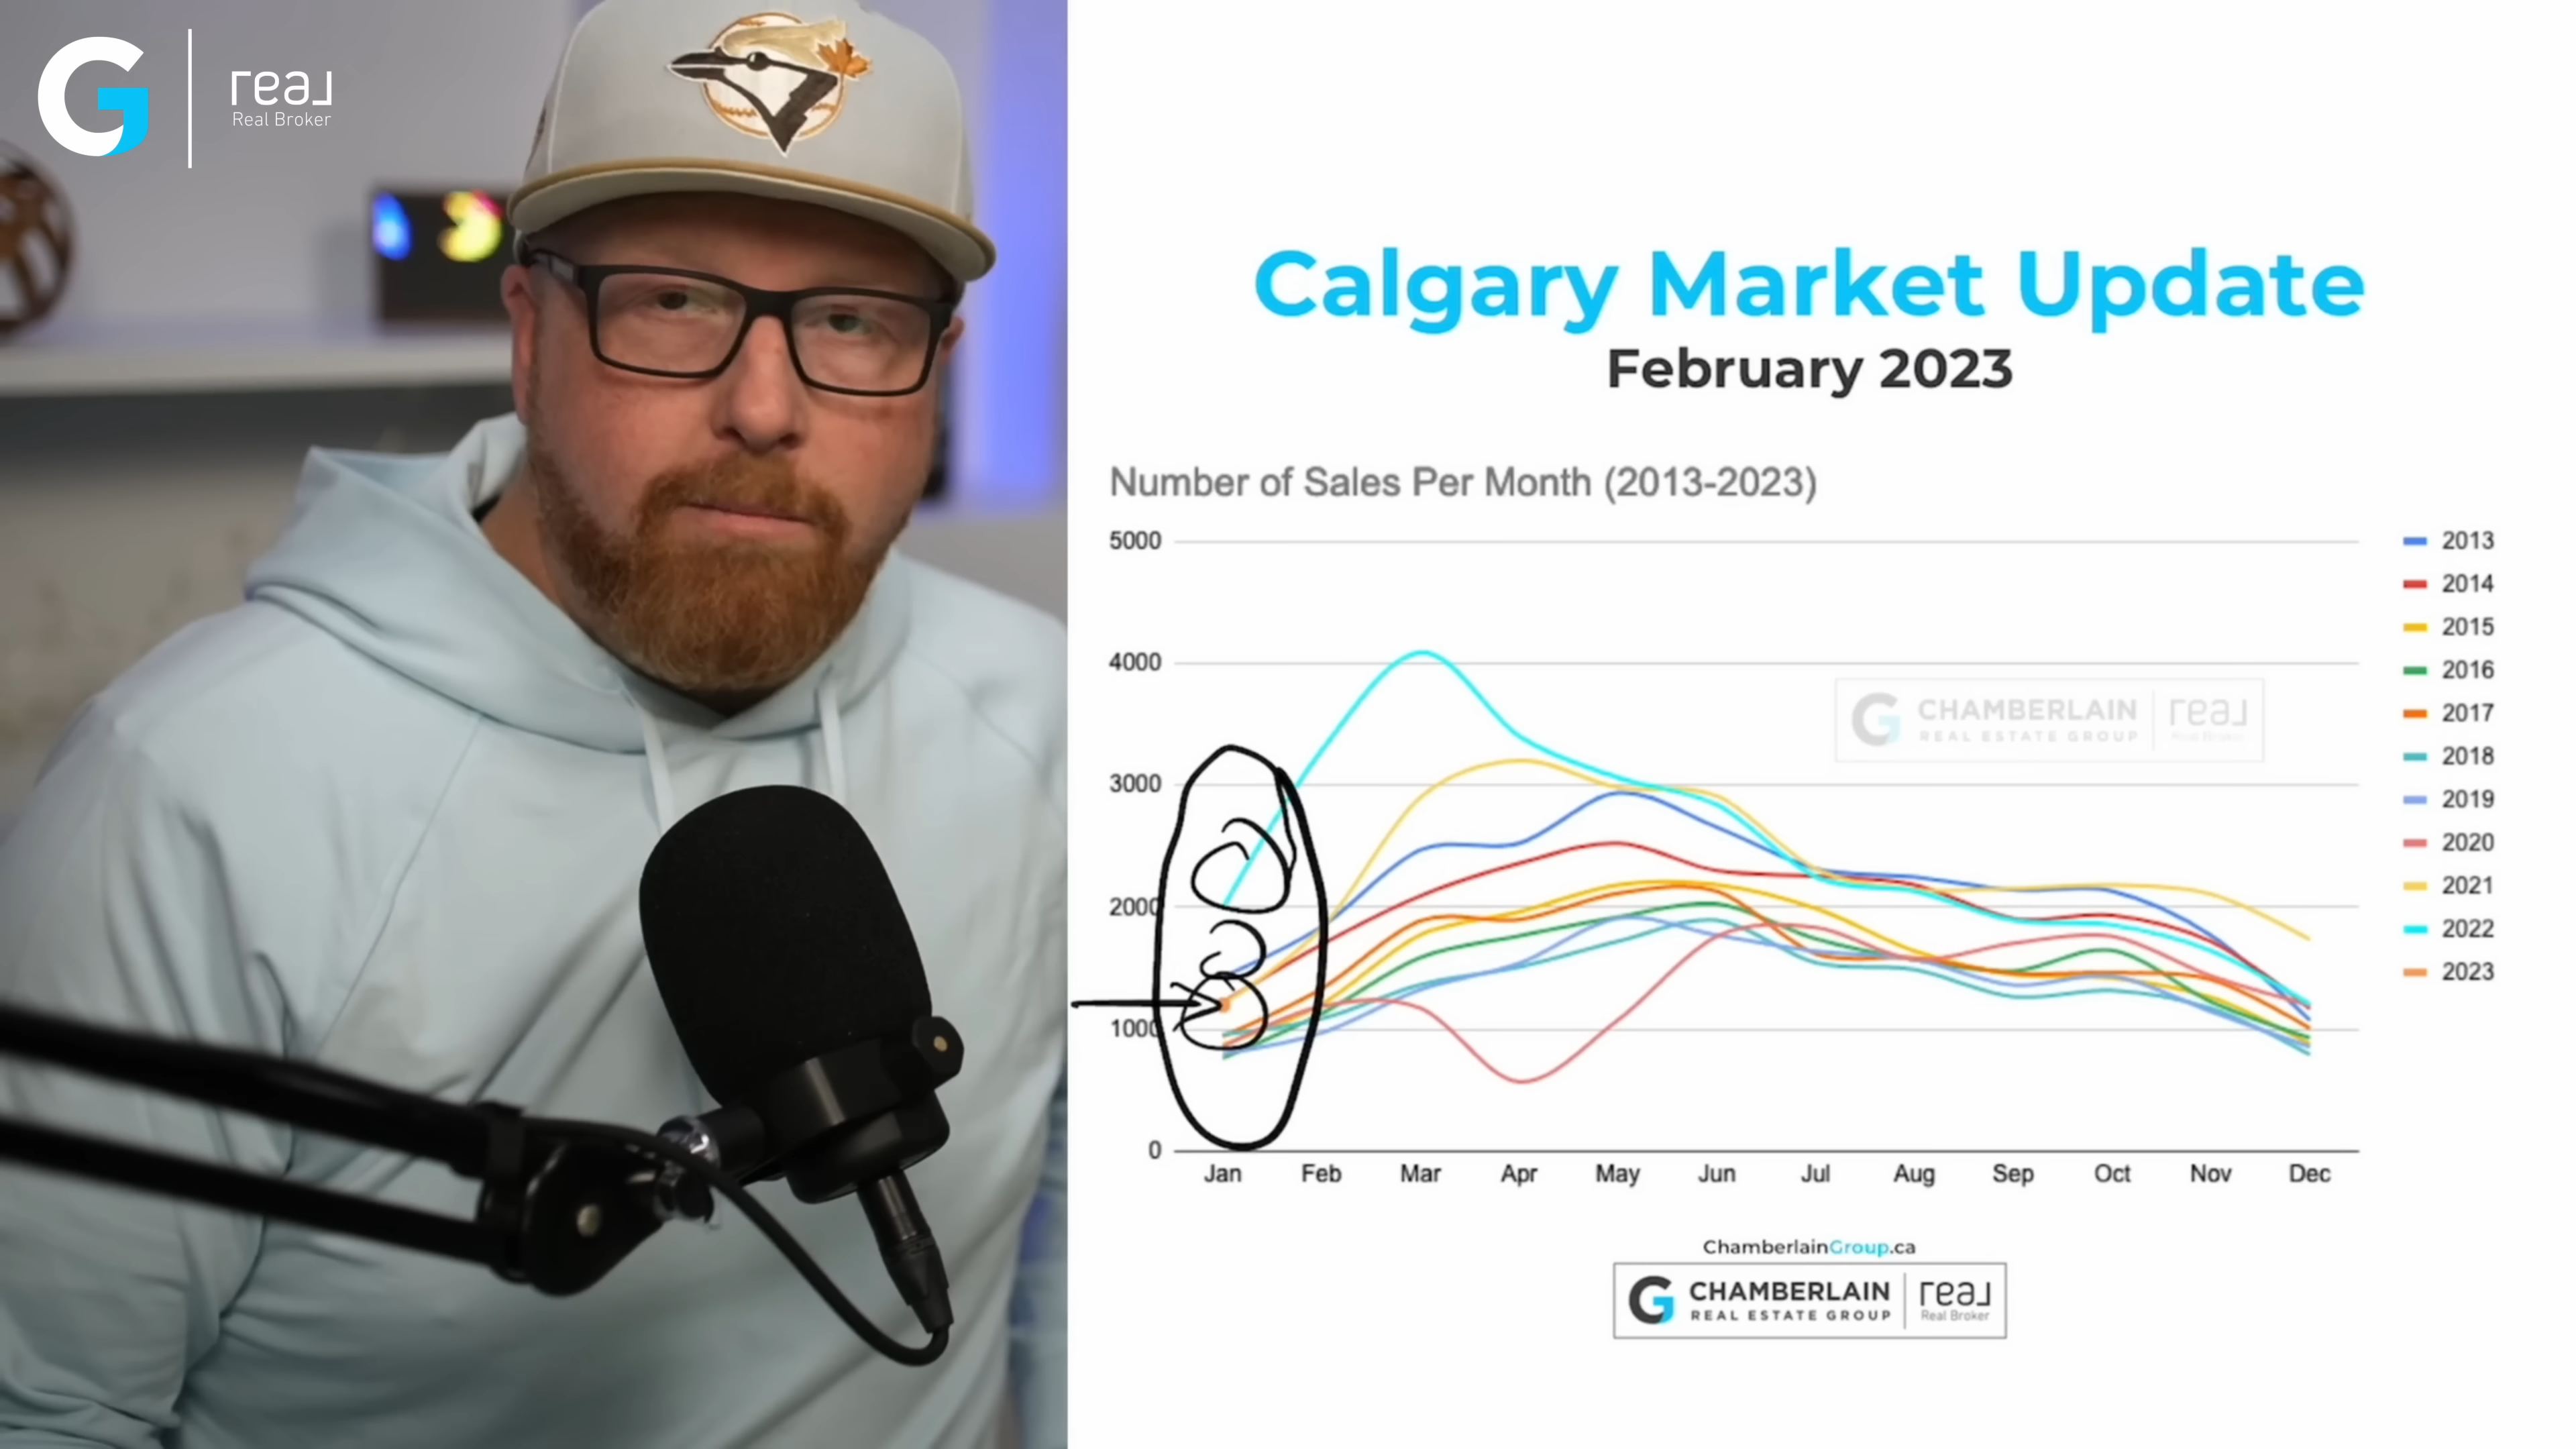 G real
Real Broker
Calgary Market Update
February 2023
Number of Sales Per Month (2013-2023)
5000
4000
3000
2000
1000
0
Jan Feb Mar Apr May Jun Jul Aug Sep Oct Nov Dec
2013
2014
2015
2016
2017
2018
2019
2020
2021
2022
2023
G CHAMBERLAIN real
REAL ESTATE GROUP Real Broker
ChamberlainGroup.ca
G CHAMBERLAIN real
REAL ESTATE GROUP Real Broker